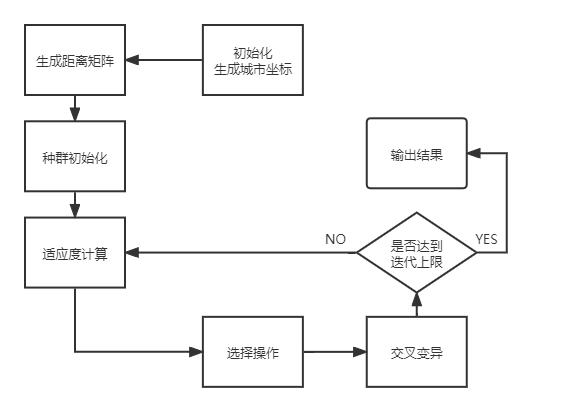 生成距离矩阵
初始化
生成城市坐标
种群初始化
输出结果
适应度计算
NO
是否达到
迭代上限
YES
选择操作
交叉变异